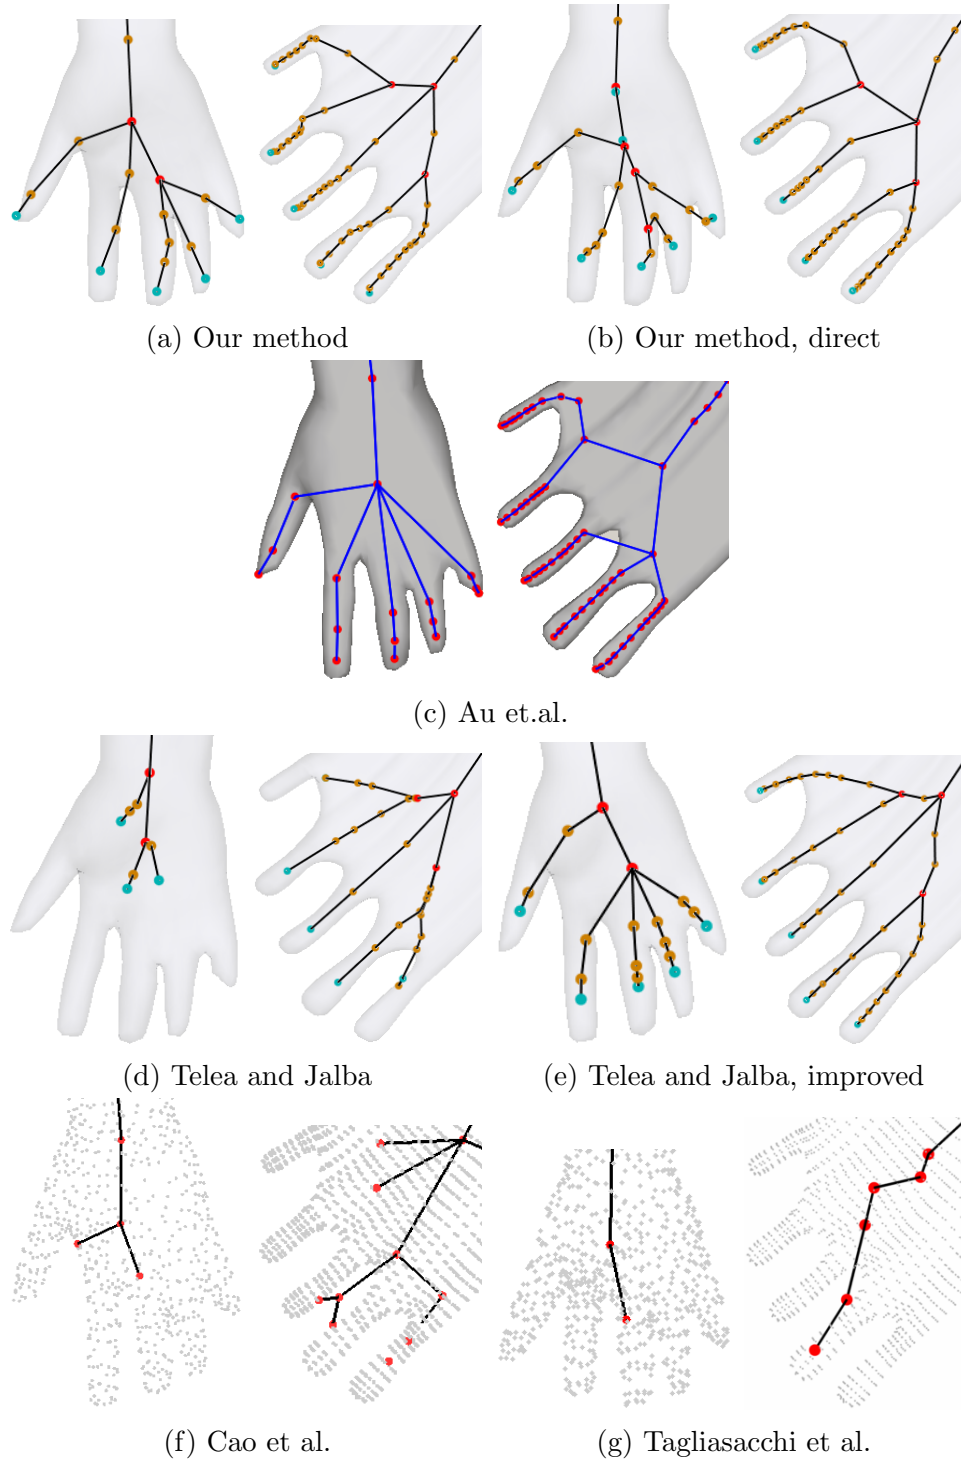 (a) Our method
(b) Our method, direct
(c) Au et.al.
(d) Telea and Jalba
(e) Telea and Jalba, improved
(f) Cao et al.
(g) Tagliasacchi et al.